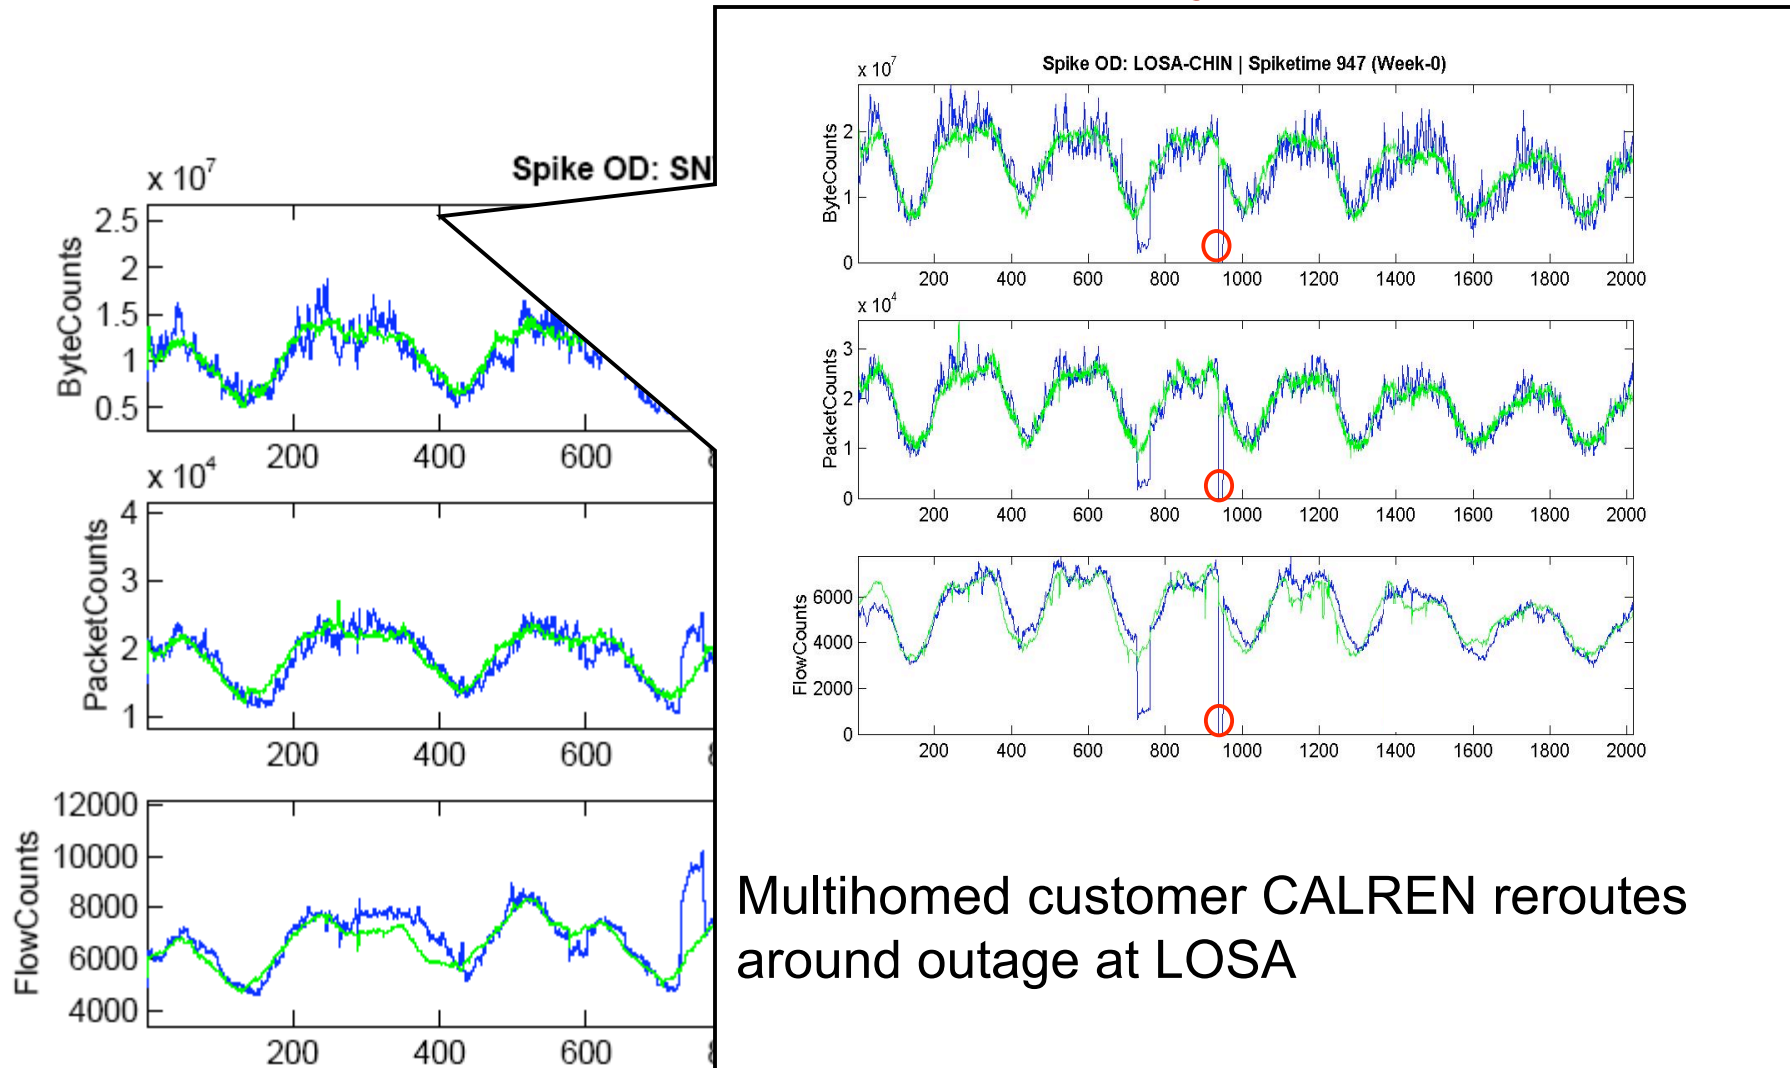 Spike OD: SN
x 10^7
ByteCounts
2.5
2
1.5
1
0.5
200 400 600
x 10^4
PacketCounts
4
3
2
1
200 400 600
FlowCounts
12000
10000
8000
6000
4000
200 400 600
Spike OD: LOSA-CHIN | Spiketime 947 (Week-0)
x 10^7
ByteCounts
2
1
0
200 400 600 800 1000 1200 1400 1600 1800 2000
x 10^4
PacketCounts
3
2
1
0
200 400 600 800 1000 1200 1400 1600 1800 2000
FlowCounts
6000
4000
2000
0
200 400 600 800 1000 1200 1400 1600 1800 2000
Multihomed customer CALREN reroutes
around outage at LOSA